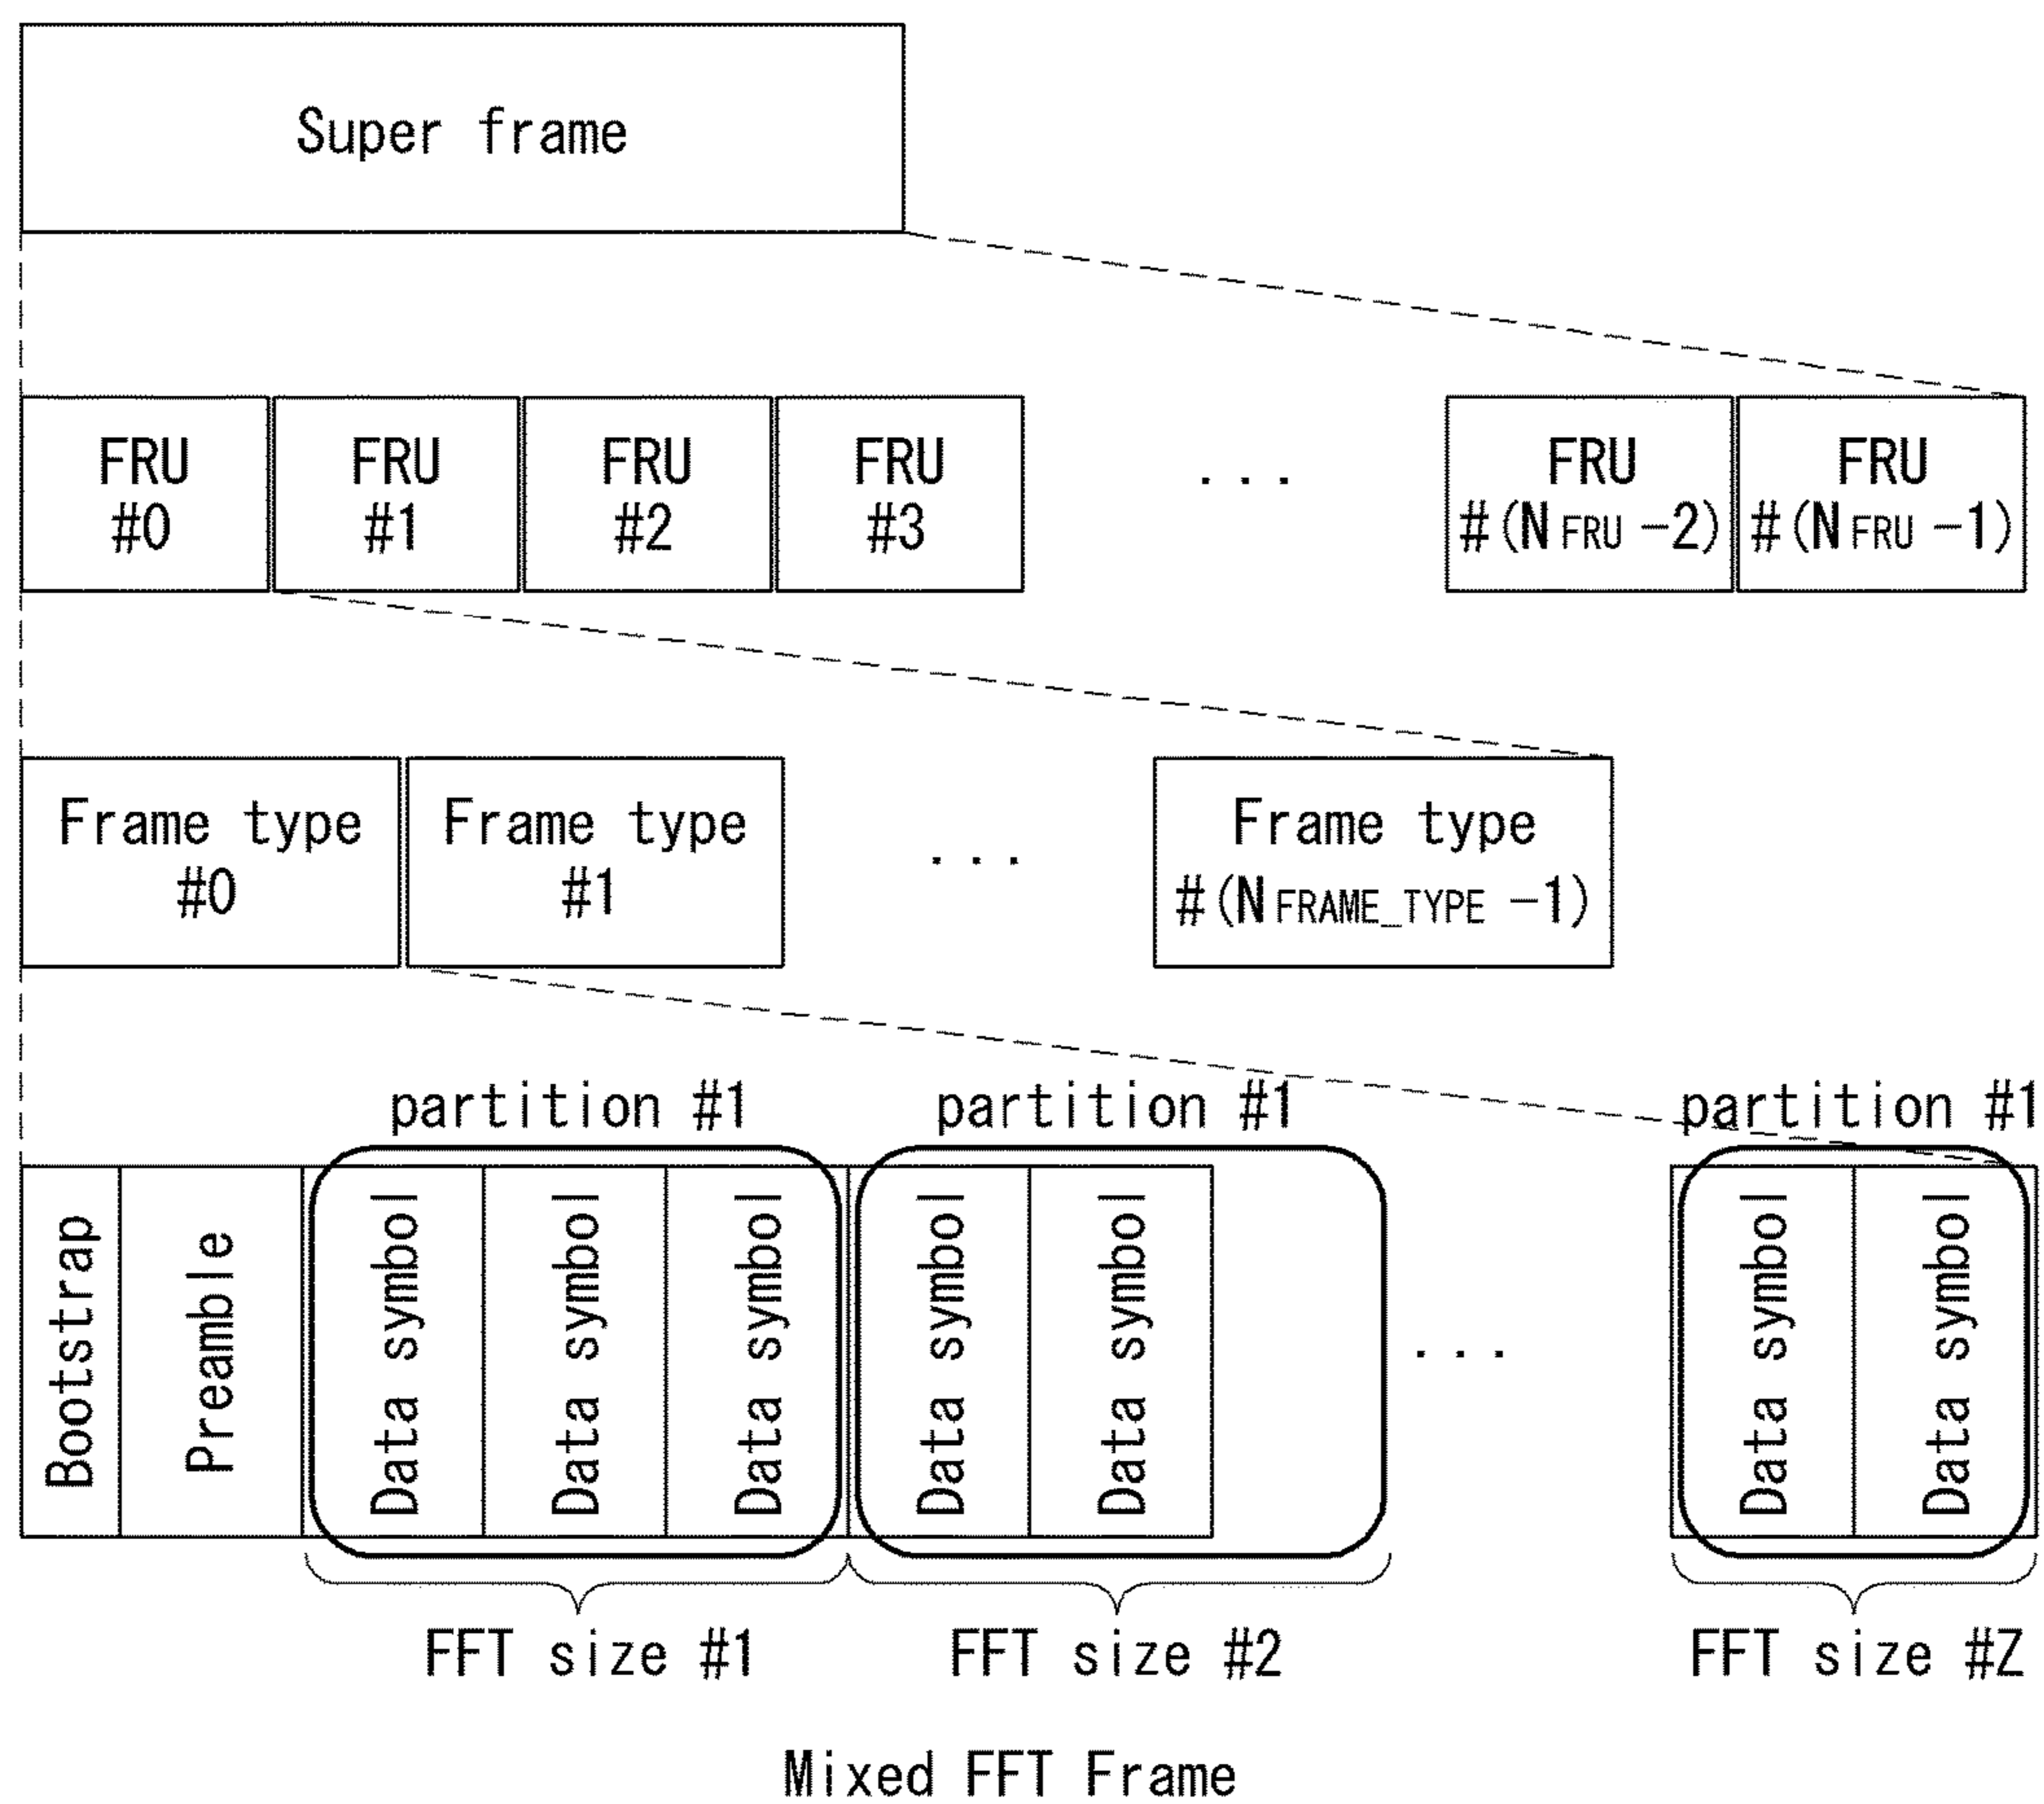 Super frame
FRU
#0
FRU
#1
FRU
#2
FRU
#3
...
FRU
#(NFRU -2)
FRU
#(NFRU -1)
Frame type
#0
Frame type
#1
...
Frame type
#(NFRAME_TYPE -1)
partition #1
partition #1
partition #1
Bootstrap
Preamble
Data symbol
Data symbol
Data symbol
Data symbol
Data symbol
...
Data symbol
Data symbol
FFT size #1
FFT size #2
FFT size #Z
Mixed FFT Frame